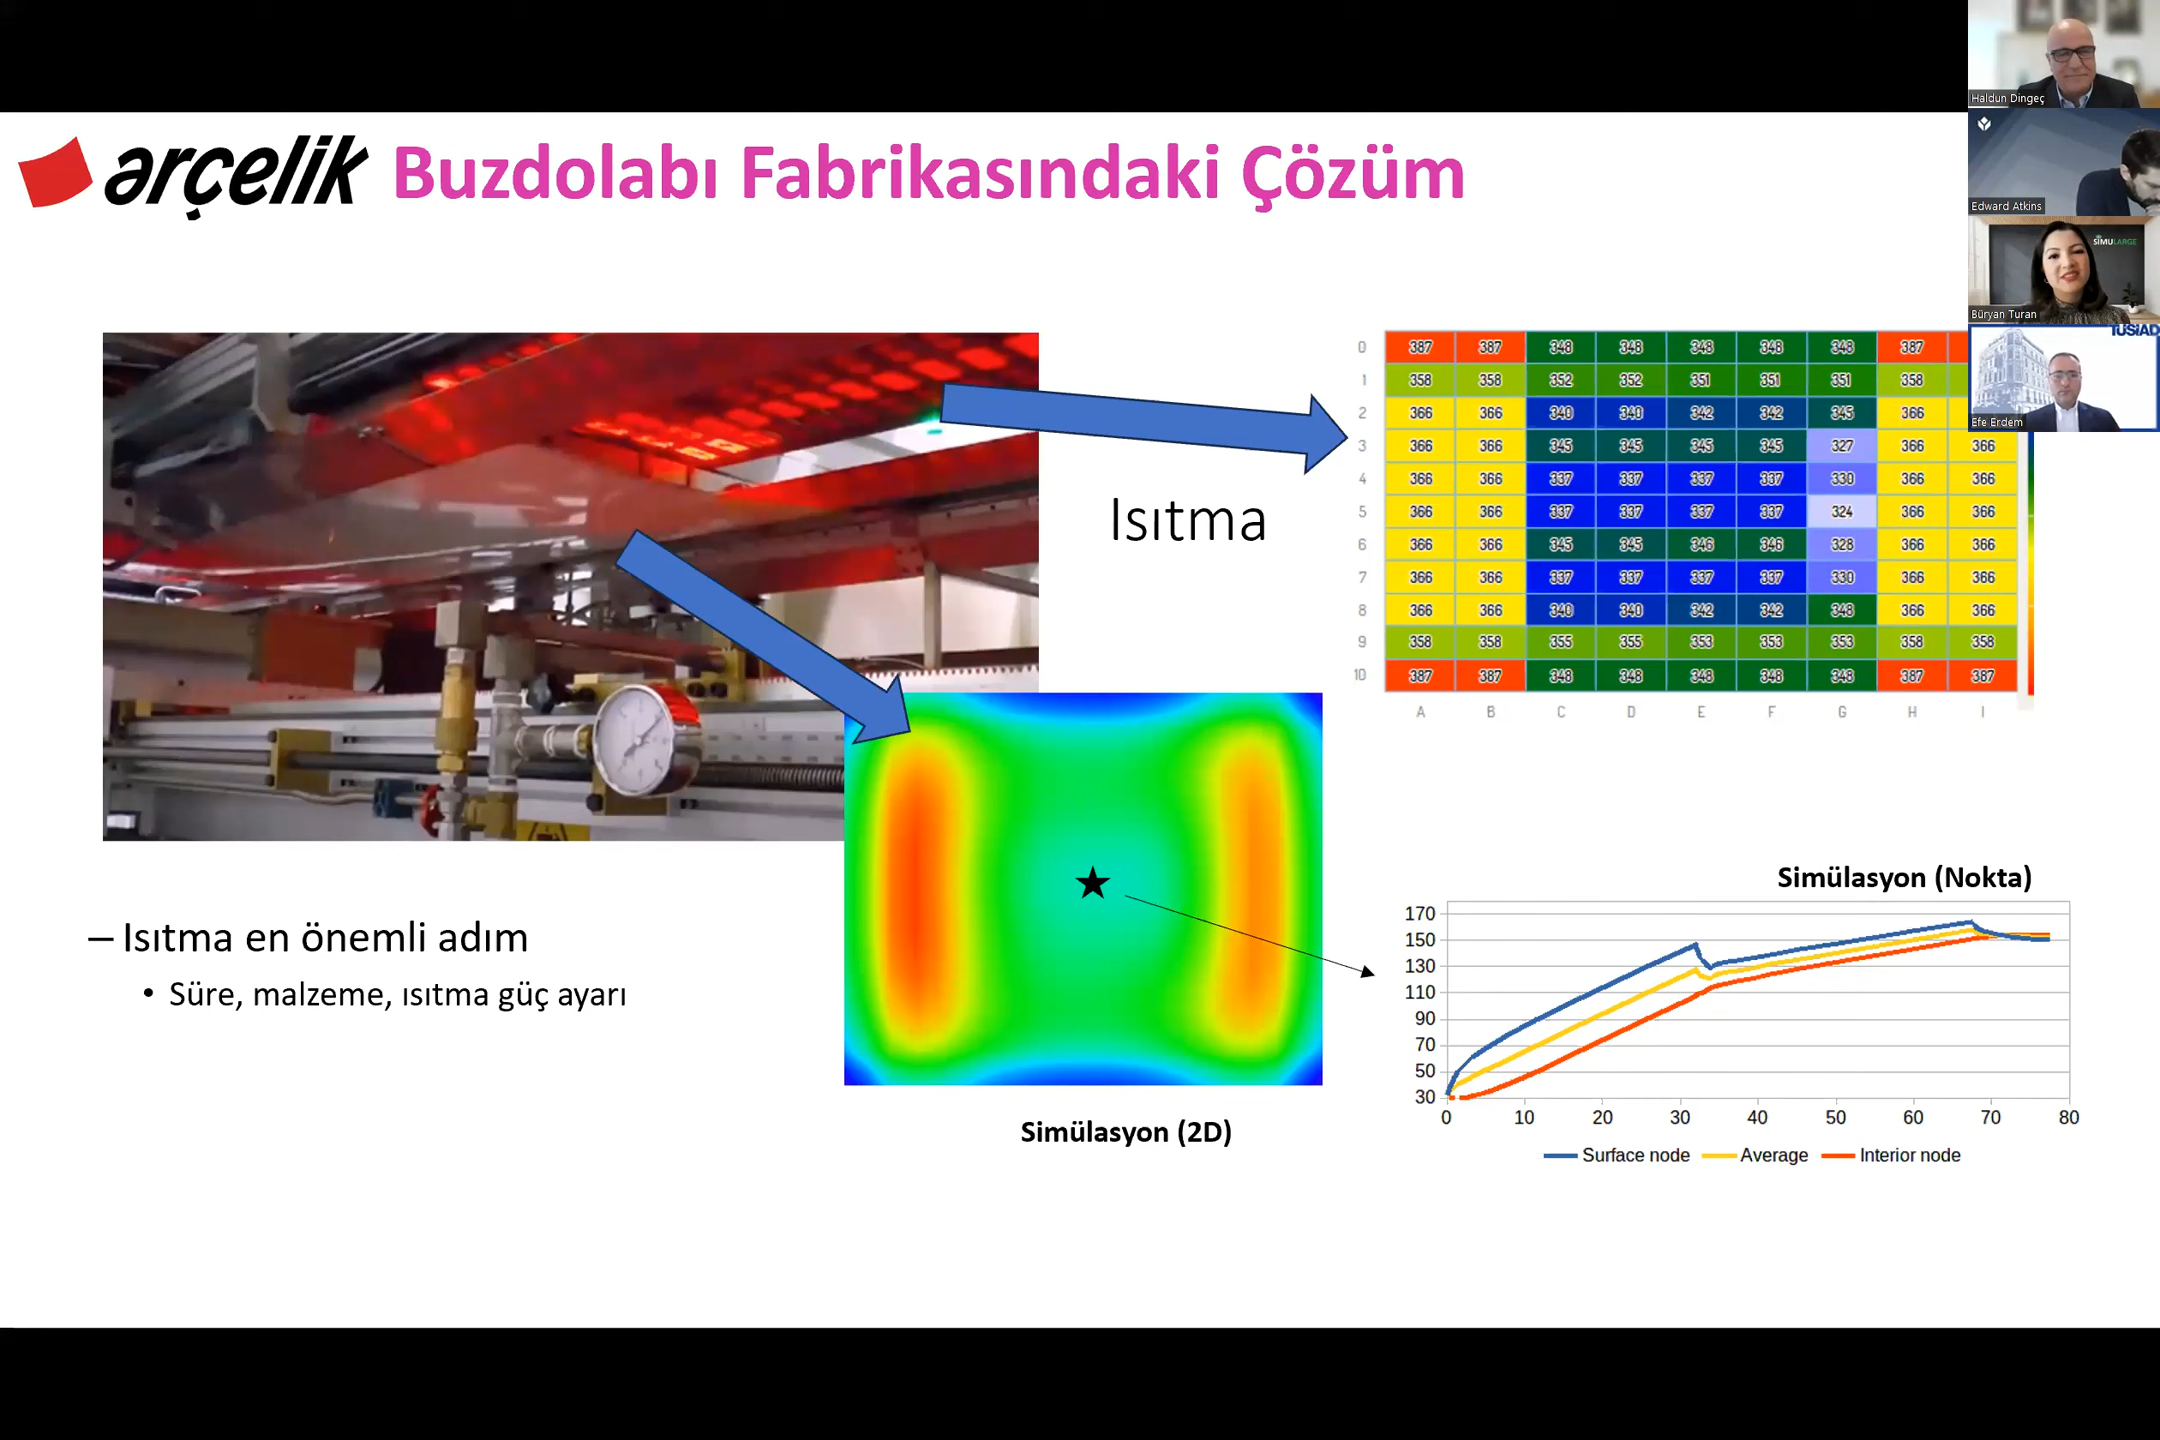 arçelik Buzdolabı Fabrikasındaki Çözüm
Haldun Dingeç
Edward Atkins
SİMULARGE
Büryan Turan
TÜSİAD
Efe Erdem
0 387 387 348 348 348 348 348 387
1 358 358 352 352 351 351 351 358
2 366 366 340 340 342 342 345 366
3 366 366 345 345 345 345 327 366 366
4 366 366 337 337 337 337 330 366 366
5 366 366 337 337 337 337 324 366 366
6 366 366 345 345 346 346 328 366 366
7 366 366 337 337 337 337 330 366 366
8 366 366 340 340 342 342 348 366 366
9 358 358 355 355 353 353 353 358 358
10 387 387 348 348 348 348 348 387 387
A B C D E F G H I
Isıtma
– Isıtma en önemli adım
• Süre, malzeme, ısıtma güç ayarı
Simülasyon (2D)
Simülasyon (Nokta)
170
150
130
110
90
70
50
30
0 10 20 30 40 50 60 70 80
Surface node Average Interior node